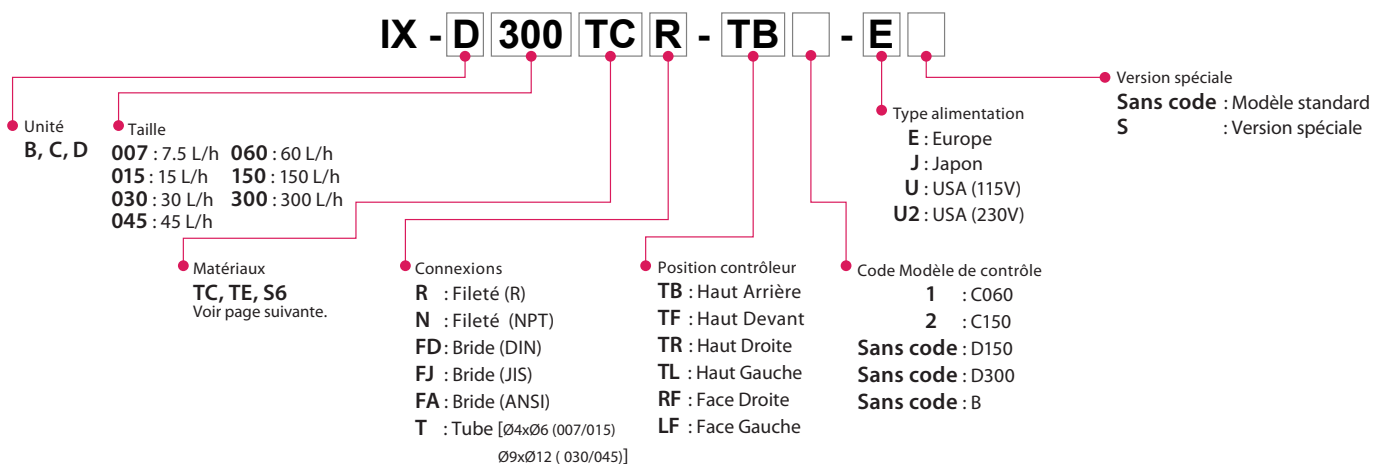 IX - D 300 TC R - TB - E
Unité
B, C, D
Taille
007 : 7.5 L/h 060 : 60 L/h
015 : 15 L/h 150 : 150 L/h
030 : 30 L/h 300 : 300 L/h
045 : 45 L/h
Matériaux
TC, TE, S6
Voir page suivante.
Connexions
R : Fileté (R)
N : Fileté (NPT)
FD : Bride (DIN)
FJ : Bride (JIS)
FA : Bride (ANSI)
T : Tube [Ø4xØ6 (007/015)
Ø9xØ12 ( 030/045)]
Position contrôleur
TB : Haut Arrière
TF : Haut Devant
TR : Haut Droite
TL : Haut Gauche
RF : Face Droite
LF : Face Gauche
Code Modèle de contrôle
1 : C060
2 : C150
Sans code : D150
Sans code : D300
Sans code : B
Type alimentation
E : Europe
J : Japon
U : USA (115V)
U2 : USA (230V)
Version spéciale
Sans code : Modèle standard
S : Version spéciale